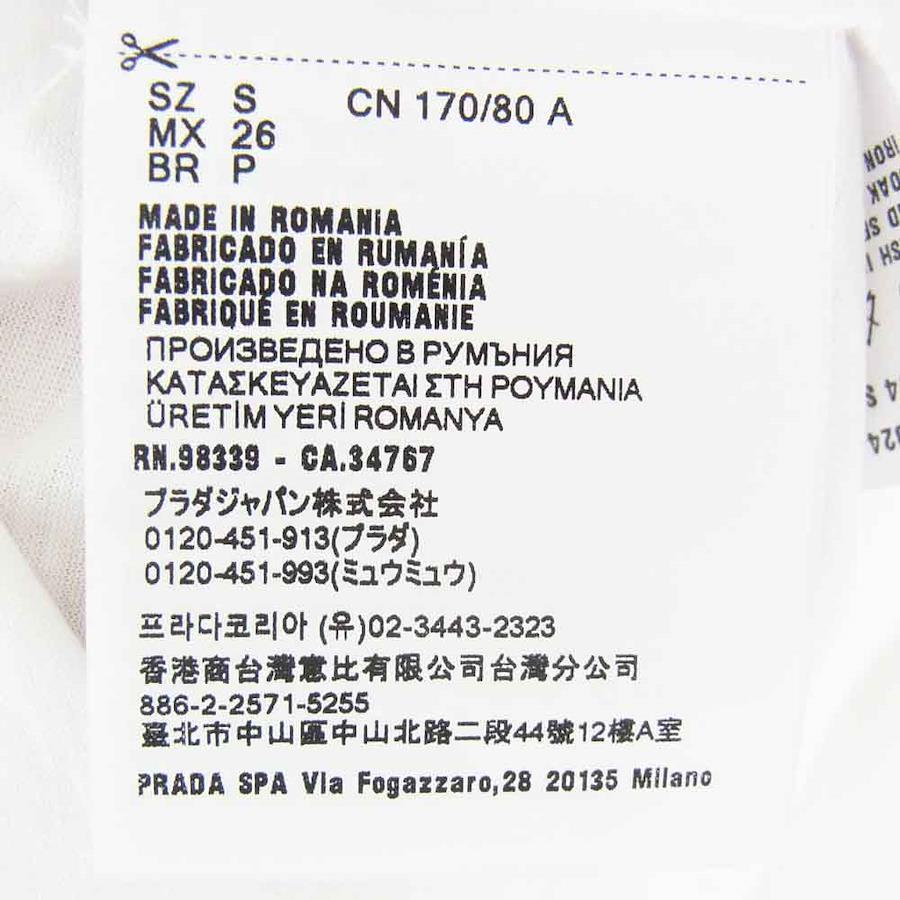 SZ S CN 170/80 A
MX 26
BR P
MADE IN ROMANIA
FABRICADO EN RUMANÍA
FABRICADO NA ROMÉNIA
FABRIQUÉ EN ROUMANIE
ПРОИЗВЕДЕНО В РУМЪНИЯ
ΚΑΤΑΣΚΕΥΑΖΕΤΑΙ ΣΤΗ ΡΟΥΜΑΝΙΑ
ÜRETİM YERİ ROMANYA
RN.98339 - CA.34767
プラダジャパン株式会社
0120-451-913(プラダ)
0120-451-993(ミュウミュウ)
프라다코리아 (유)02-3443-2323
香港商台灣意比有限公司台灣分公司
886-2-2571-5255
臺北市中山區中山北路二段44號12樓A室
PRADA SPA Via Fogazzaro,28 20135 Milano
IRON